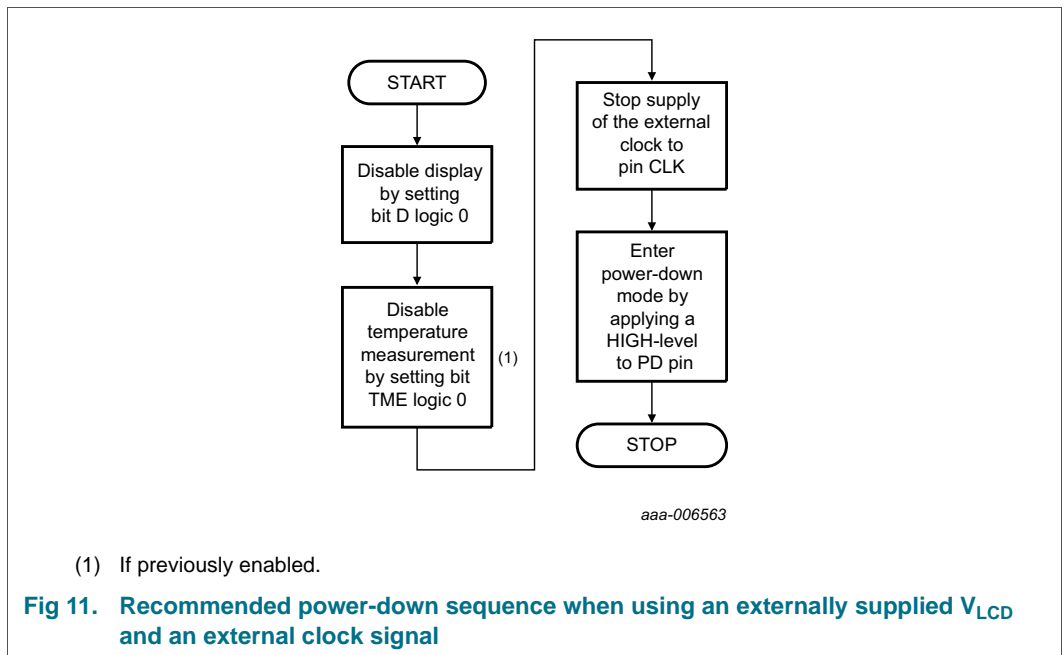 START
Disable display
by setting
bit D logic 0
Disable
temperature
measurement
by setting bit
TME logic 0
(1)
Stop supply
of the external
clock to
pin CLK
Enter
power-down
mode by
applying a
HIGH-level
to PD pin
STOP
aaa-006563
(1) If previously enabled.
Fig 11. Recommended power-down sequence when using an externally supplied VLCD
and an external clock signal